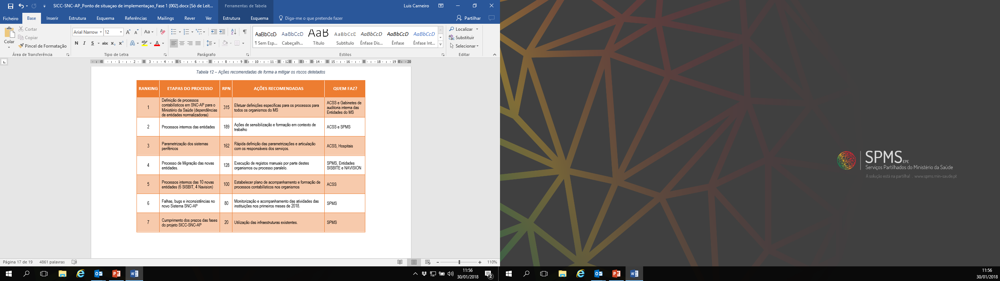 SICC-SNC-AP_Ponto de situaçao de implementaçao_Fase 1 (002).docx [Só de Leit...
Ferramentas de Tabela
Luis Carneiro
Ficheiro Base Inserir Estrutura Esquema Referências Mailings Rever Ver Estrutura Esquema Diga-me o que pretende fazer Partilhar
Colar
Cortar
Copiar
Pincel de Formatação
Área de Transferência
Arial Narrow 12
Aa
N I S abc x₂ x²
Tipo de Letra
Parágrafo
AaBbCcDc AaBbCcD AaB AaBbCcD AaBbCcD AaBbCcD AaBbCcD
¶ Sem Esp... Cabeçalh... Título Subtítulo Ênfase Dis... Ênfase Ênfase Int...
Estilos
Localizar
Substituir
Selecionar
Editar
Tabela 12 – Ações recomendadas de forma a mitigar os riscos detetados
RANKING ETAPAS DO PROCESSO RPN AÇÕES RECOMENDADAS QUEM FAZ?
1
Definição de processos
contabilísticos em SNC-AP para o
Ministério da Saúde (dependências
de entidades normalizadoras)
315
Efetuar definições especificas para os processos para
todos os organismos do MS
ACSS e Gabinetes de
auditoria interna das
Entidades do MS
2
Processos internos das entidades
189
Ações de sensibilização e formação em contexto de
trabalho
ACSS e SPMS
3
Parametrização dos sistemas
periféricos
162
Rápida definição das parametrizações e articulação
com os responsáveis dos serviços.
ACSS, Hospitais
4
Processo de Migração das novas
entidades.
128
Execução de registos manuais por parte destes
organismos ou processo paralelo.
SPMS, Entidades
SISBITE e NAVISION
5
Processos internos das 10 novas
entidades (6 SISBIT, 4 Navision)
100
Estabelecer plano de acompanhamento e formação de
processos contabilísticos nos organismos
ACSS
6
Falhas, bugs e inconsistências no
novo Sistema SNC-AP
80
Monitorização e acompanhamento das atividades das
instituições nos primeiros meses de 2018.
SPMS
7
Cumprimento dos prazos das fases
do projeto SICC-SNC-AP
20
Utilização das infraestruturas existentes.
SPMS
Página 17 de 19 4861 palavras
110%
11:56
30/01/2018
2
SPMS EPE
Serviços Partilhados do Ministério da Saúde
A solução está na partilha! . www.spms.min-saude.pt
11:56
30/01/2018